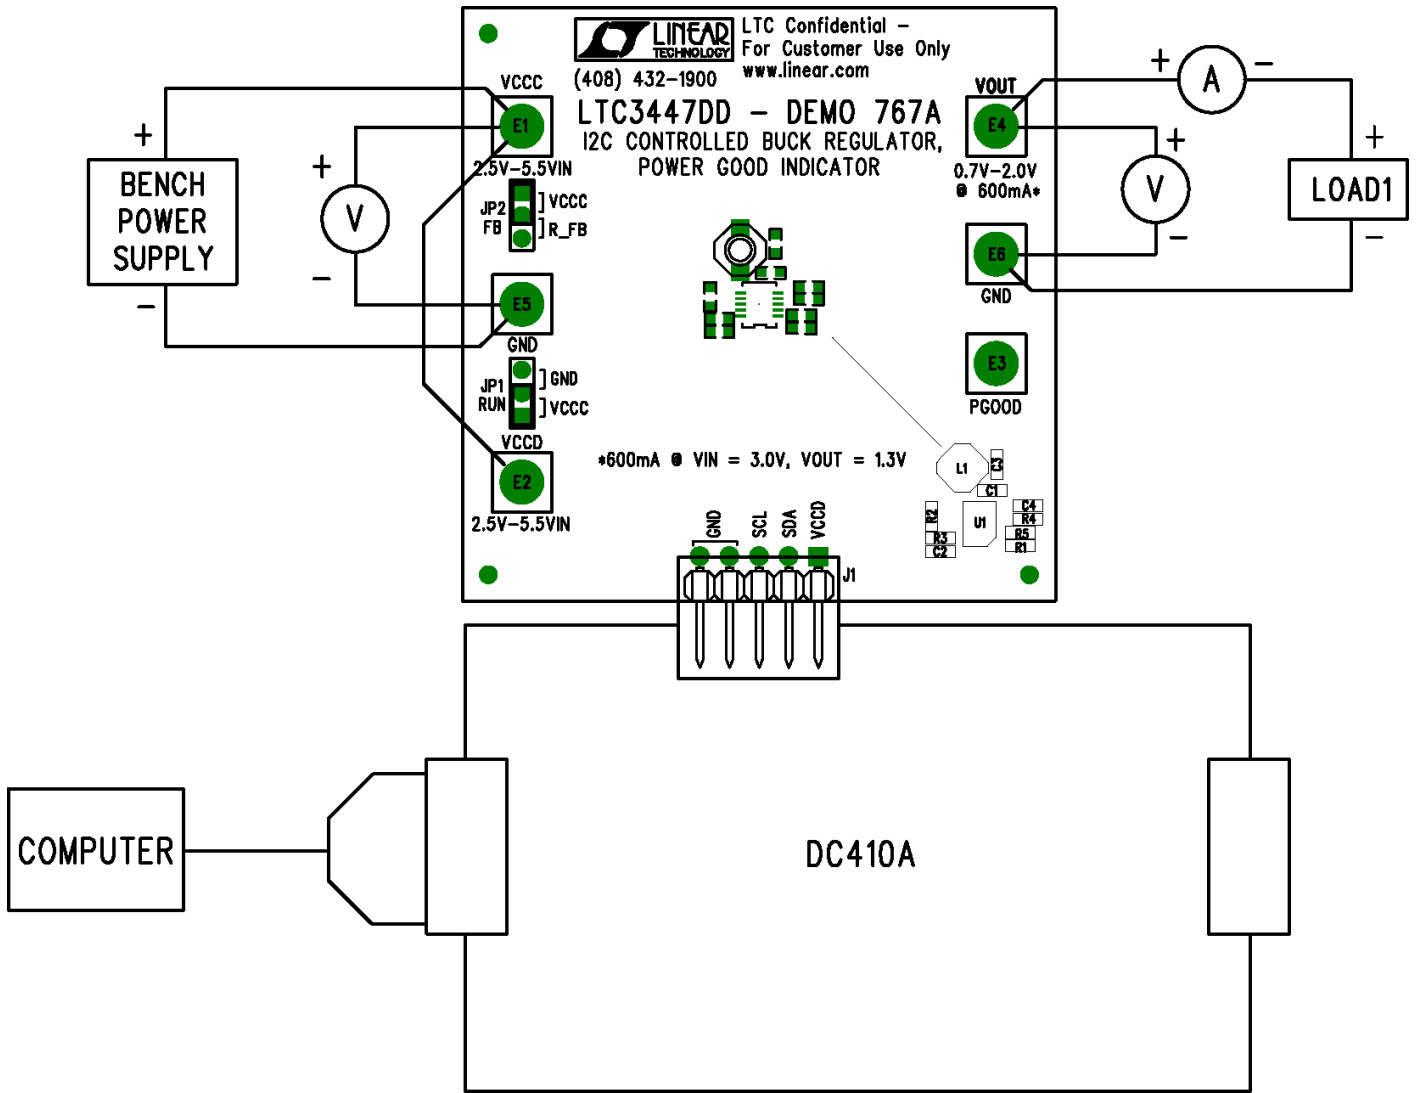 LINEAR
TECHNOLOGY
LTC Confidential –
For Customer Use Only
www.linear.com
(408) 432-1900
LTC3447DD - DEMO 767A
I2C CONTROLLED BUCK REGULATOR,
POWER GOOD INDICATOR
VCCC
E1
2.5V-5.5VIN
+
BENCH
POWER
SUPPLY
-
+
V
-
JP2
FB
VCCC
R_FB
E5
GND
JP1
RUN
GND
VCCC
VCCD
E2
2.5V-5.5VIN
VOUT
E4
0.7V-2.0V
@ 600mA*
E6
GND
E3
PGOOD
+
A
-
+
V
-
+
LOAD1
-
*600mA @ VIN = 3.0V, VOUT = 1.3V
L1
C3
C1
R2
U1
C4
R4
R3
R5
C2
R1
GND
SCL
SDA
VCCD
J1
COMPUTER
DC410A